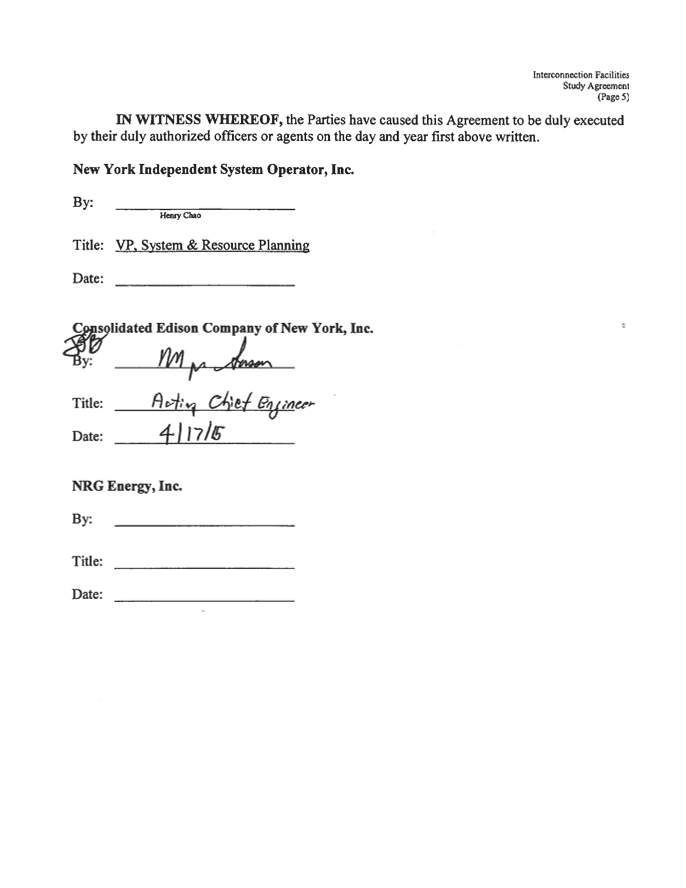 Interconnection Facilities
Study Agreement
(Page 5)
IN WITNESS WHEREOF, the Parties have caused this Agreement to be duly executed
by their duly authorized officers or agents on the day and year first above written.
New York Independent System Operator, Inc.
By:
Henry Chao
Title: VP, System & Resource Planning
Date:
Consolidated Edison Company of New York, Inc.
By:
Title: Acting Chief Engineer
Date: 4/17/15
NRG Energy, Inc.
By:
Title:
Date: